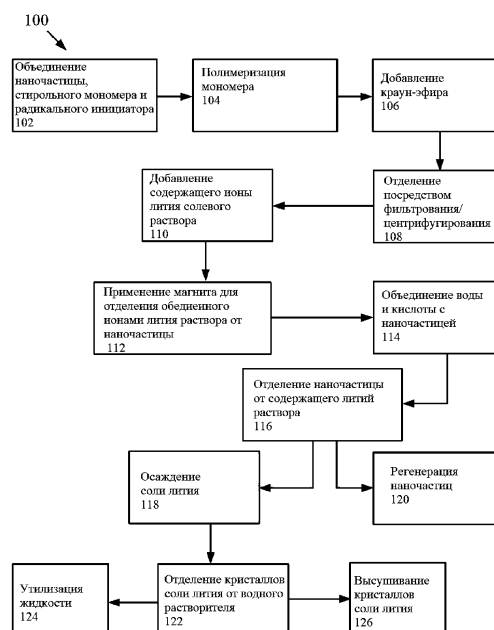 100
Объединение
наночастицы,
стирольного мономера и
радикального инициатора
102
Полимеризация
мономера
104
Добавление
краун-эфира
106
Отделение
посредством
фильтрования/
центрифугирования
108
Добавление
содержащего ионы
лития солевого
раствора
110
Применение магнита для
отделения обедненного
ионами лития раствора от
наночастицы
112
Объединение воды
и кислоты с
наночастицей
114
Отделение наночастицы
от содержащего литий
раствора
116
Осаждение
соли лития
118
Регенерация
наночастиц
120
Утилизация
жидкости
124
Отделение кристаллов
соли лития от водного
растворителя
122
Высушивание
кристаллов
соли лития
126